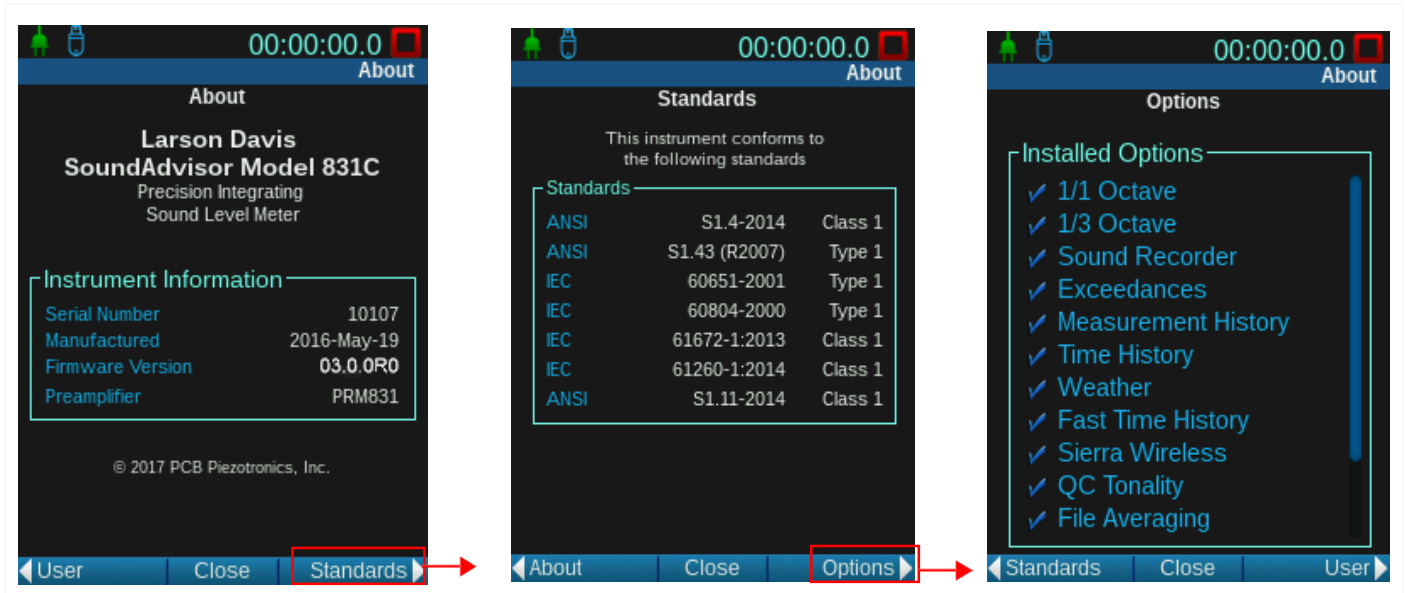 00:00:00.0
About
About
Larson Davis
SoundAdvisor Model 831C
Precision Integrating
Sound Level Meter
Instrument Information
Serial Number 10107
Manufactured 2016-May-19
Firmware Version 03.0.0R0
Preamplifier PRM831
© 2017 PCB Piezotronics, Inc.
User Close Standards
00:00:00.0
About
Standards
This instrument conforms to
the following standards
Standards
ANSI S1.4-2014 Class 1
ANSI S1.43 (R2007) Type 1
IEC 60651-2001 Type 1
IEC 60804-2000 Type 1
IEC 61672-1:2013 Class 1
IEC 61260-1:2014 Class 1
ANSI S1.11-2014 Class 1
About Close Options
00:00:00.0
About
Options
Installed Options
1/1 Octave
1/3 Octave
Sound Recorder
Exceedances
Measurement History
Time History
Weather
Fast Time History
Sierra Wireless
QC Tonality
File Averaging
Standards Close User